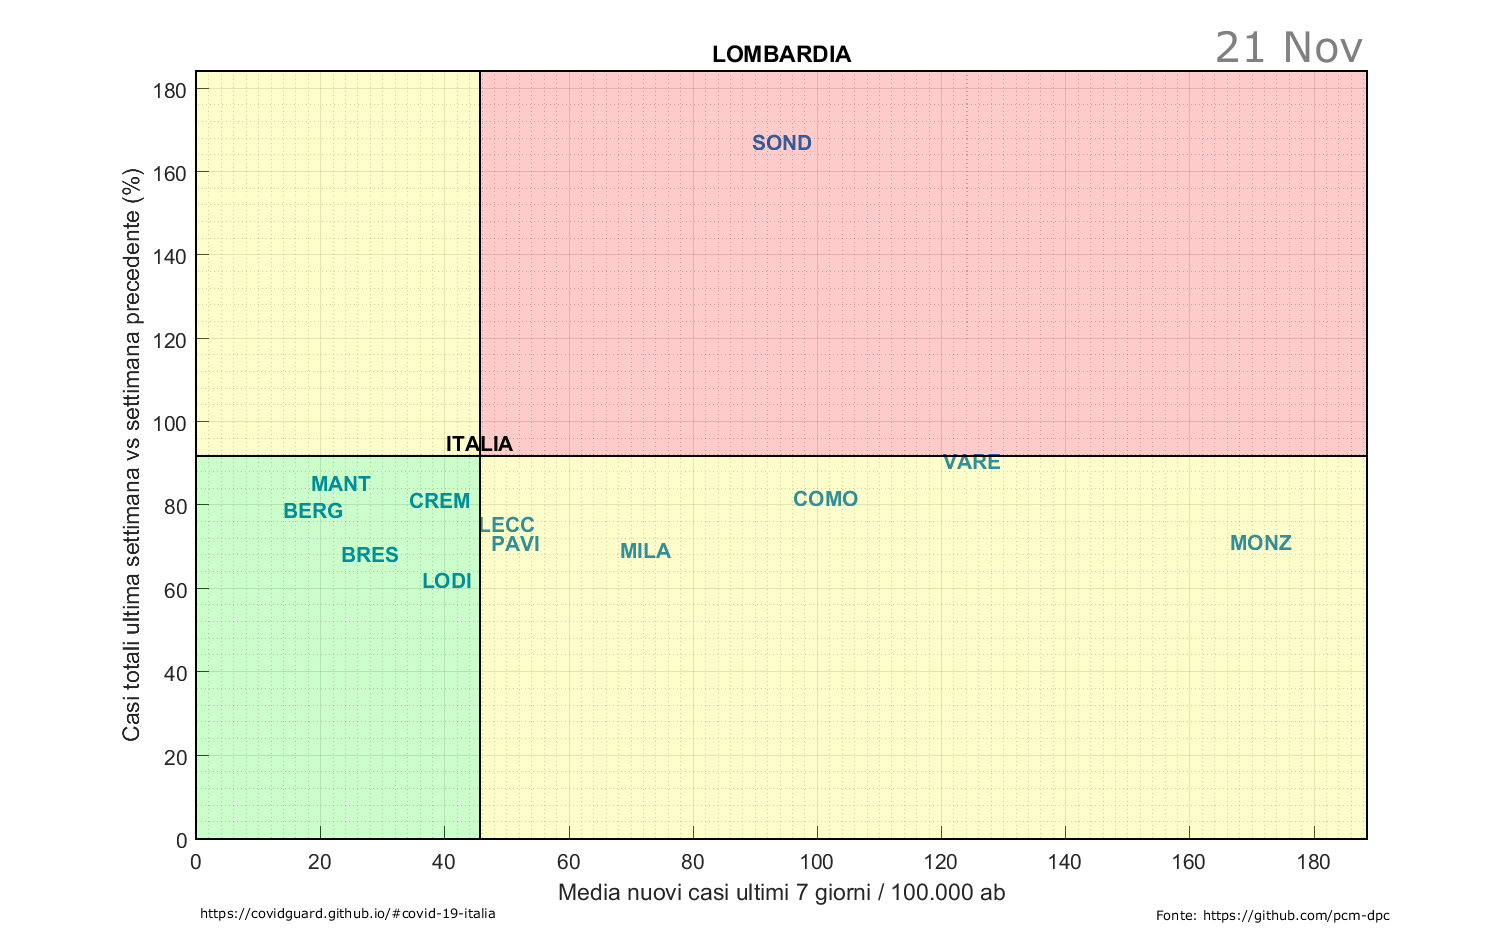 LOMBARDIA
21 Nov
Casi totali ultima settimana vs settimana precedente (%)
180
160
140
120
100
80
60
40
20
0
SOND
ITALIA
VARE
MANT
CREM
COMO
BERG
LECC
PAVI
MONZ
BRES
MILA
LODI
0 20 40 60 80 100 120 140 160 180
Media nuovi casi ultimi 7 giorni / 100.000 ab
https://covidguard.github.io/#covid-19-italia
Fonte: https://github.com/pcm-dpc